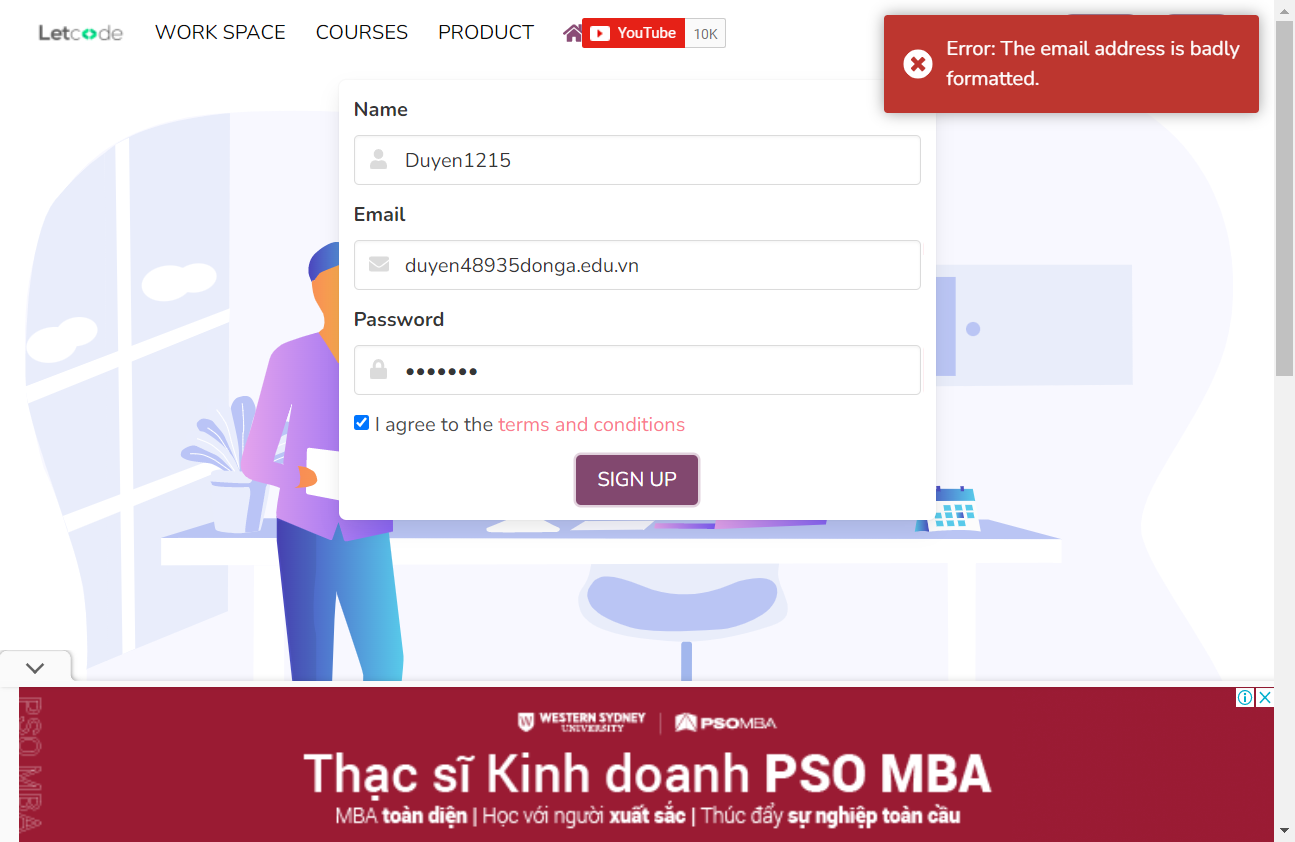 Letcode WORK SPACE COURSES PRODUCT YouTube 10K
Error: The email address is badly
formatted.
Name
Duyen1215
Email
duyen48935donga.edu.vn
Password
•••••••
I agree to the terms and conditions
SIGN UP
PSO MBA
WESTERN SYDNEY
UNIVERSITY
PSOMBA
Thạc sĩ Kinh doanh PSO MBA
MBA toàn diện | Học với người xuất sắc | Thúc đẩy sự nghiệp toàn cầu